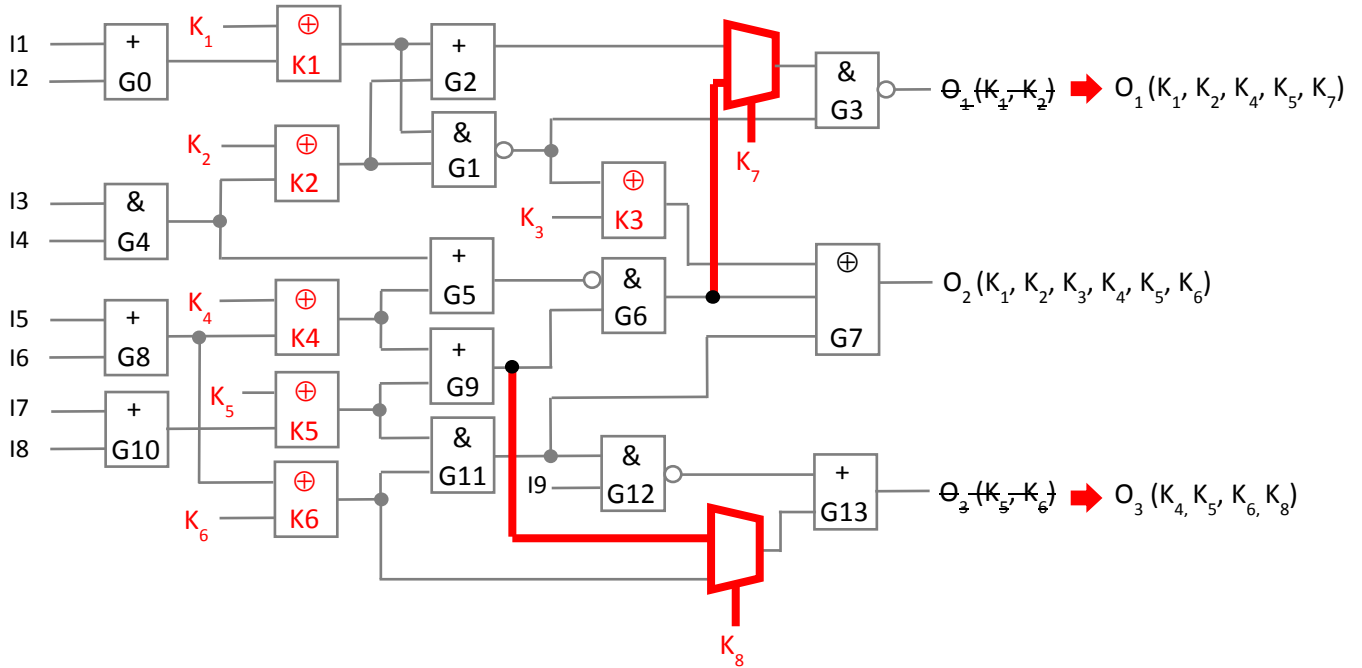 I1
I2
+
G0
K₁
⊕
K1
+
G2
&
G3
O₁ (K₁, K₂)
O₁ (K₁, K₂, K₄, K₅, K₇)
K₂
⊕
K2
&
G1
K₇
I3
I4
&
G4
K₃
⊕
K3
+
G5
&
G6
⊕
G7
O₂ (K₁, K₂, K₃, K₄, K₅, K₆)
I5
I6
+
G8
K₄
⊕
K4
+
G9
I7
I8
+
G10
K₅
⊕
K5
&
G11
I9
&
G12
+
G13
O₃ (K₅, K₆)
O₃ (K₄, K₅, K₆, K₈)
K₆
⊕
K6
K₈